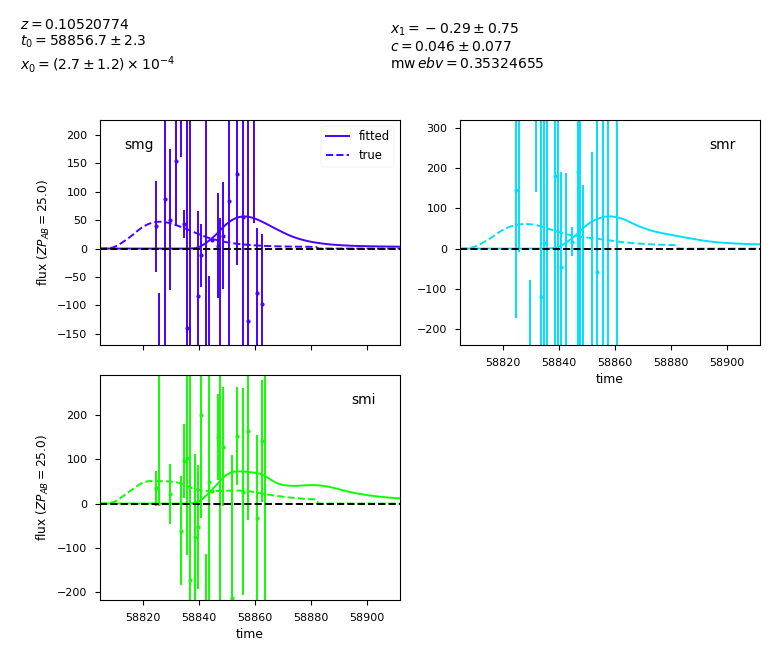 z = 0.10520774
t₀ = 58856.7 ± 2.3
x₀ = (2.7 ± 1.2) × 10⁻⁴
x₁ = −0.29 ± 0.75
c = 0.046 ± 0.077
mw ebv = 0.35324655
200
150
100
50
0
−50
−100
−150
flux (ZP_AB = 25.0)
smg
fitted
true
300
200
100
0
−100
−200
smr
58820 58840 58860 58880 58900
time
200
100
0
−100
−200
flux (ZP_AB = 25.0)
smi
58820 58840 58860 58880 58900
time